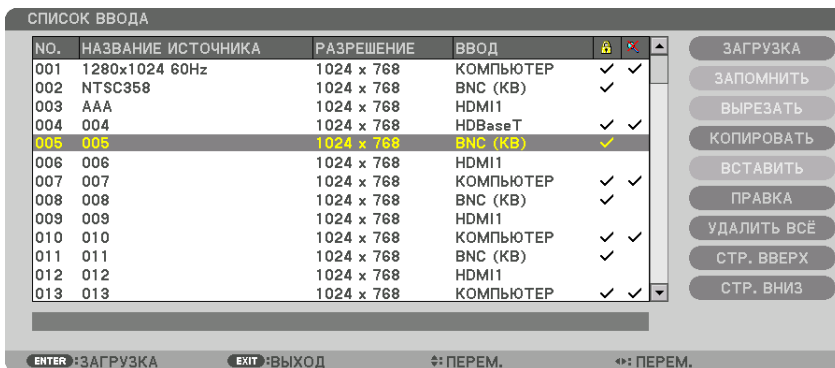 СПИСОК ВВОДА
NO. НАЗВАНИЕ ИСТОЧНИКА РАЗРЕШЕНИЕ ВВОД
001 1280x1024 60Hz 1024 x 768 КОМПЬЮТЕР ✓ ✓
002 NTSC358 1024 x 768 BNC (КВ) ✓
003 AAA 1024 x 768 HDMI1
004 004 1024 x 768 HDBaseT ✓ ✓
005 005 1024 x 768 BNC (КВ) ✓
006 006 1024 x 768 HDMI1
007 007 1024 x 768 КОМПЬЮТЕР ✓ ✓
008 008 1024 x 768 BNC (КВ) ✓
009 009 1024 x 768 HDMI1
010 010 1024 x 768 КОМПЬЮТЕР ✓ ✓
011 011 1024 x 768 BNC (КВ) ✓
012 012 1024 x 768 HDMI1
013 013 1024 x 768 КОМПЬЮТЕР ✓ ✓
ЗАГРУЗКА
ЗАПОМНИТЬ
ВЫРЕЗАТЬ
КОПИРОВАТЬ
ВСТАВИТЬ
ПРАВКА
УДАЛИТЬ ВСЁ
СТР. ВВЕРХ
СТР. ВНИЗ
ENTER:ЗАГРУЗКА EXIT:ВЫХОД :ПЕРЕМ. :ПЕРЕМ.